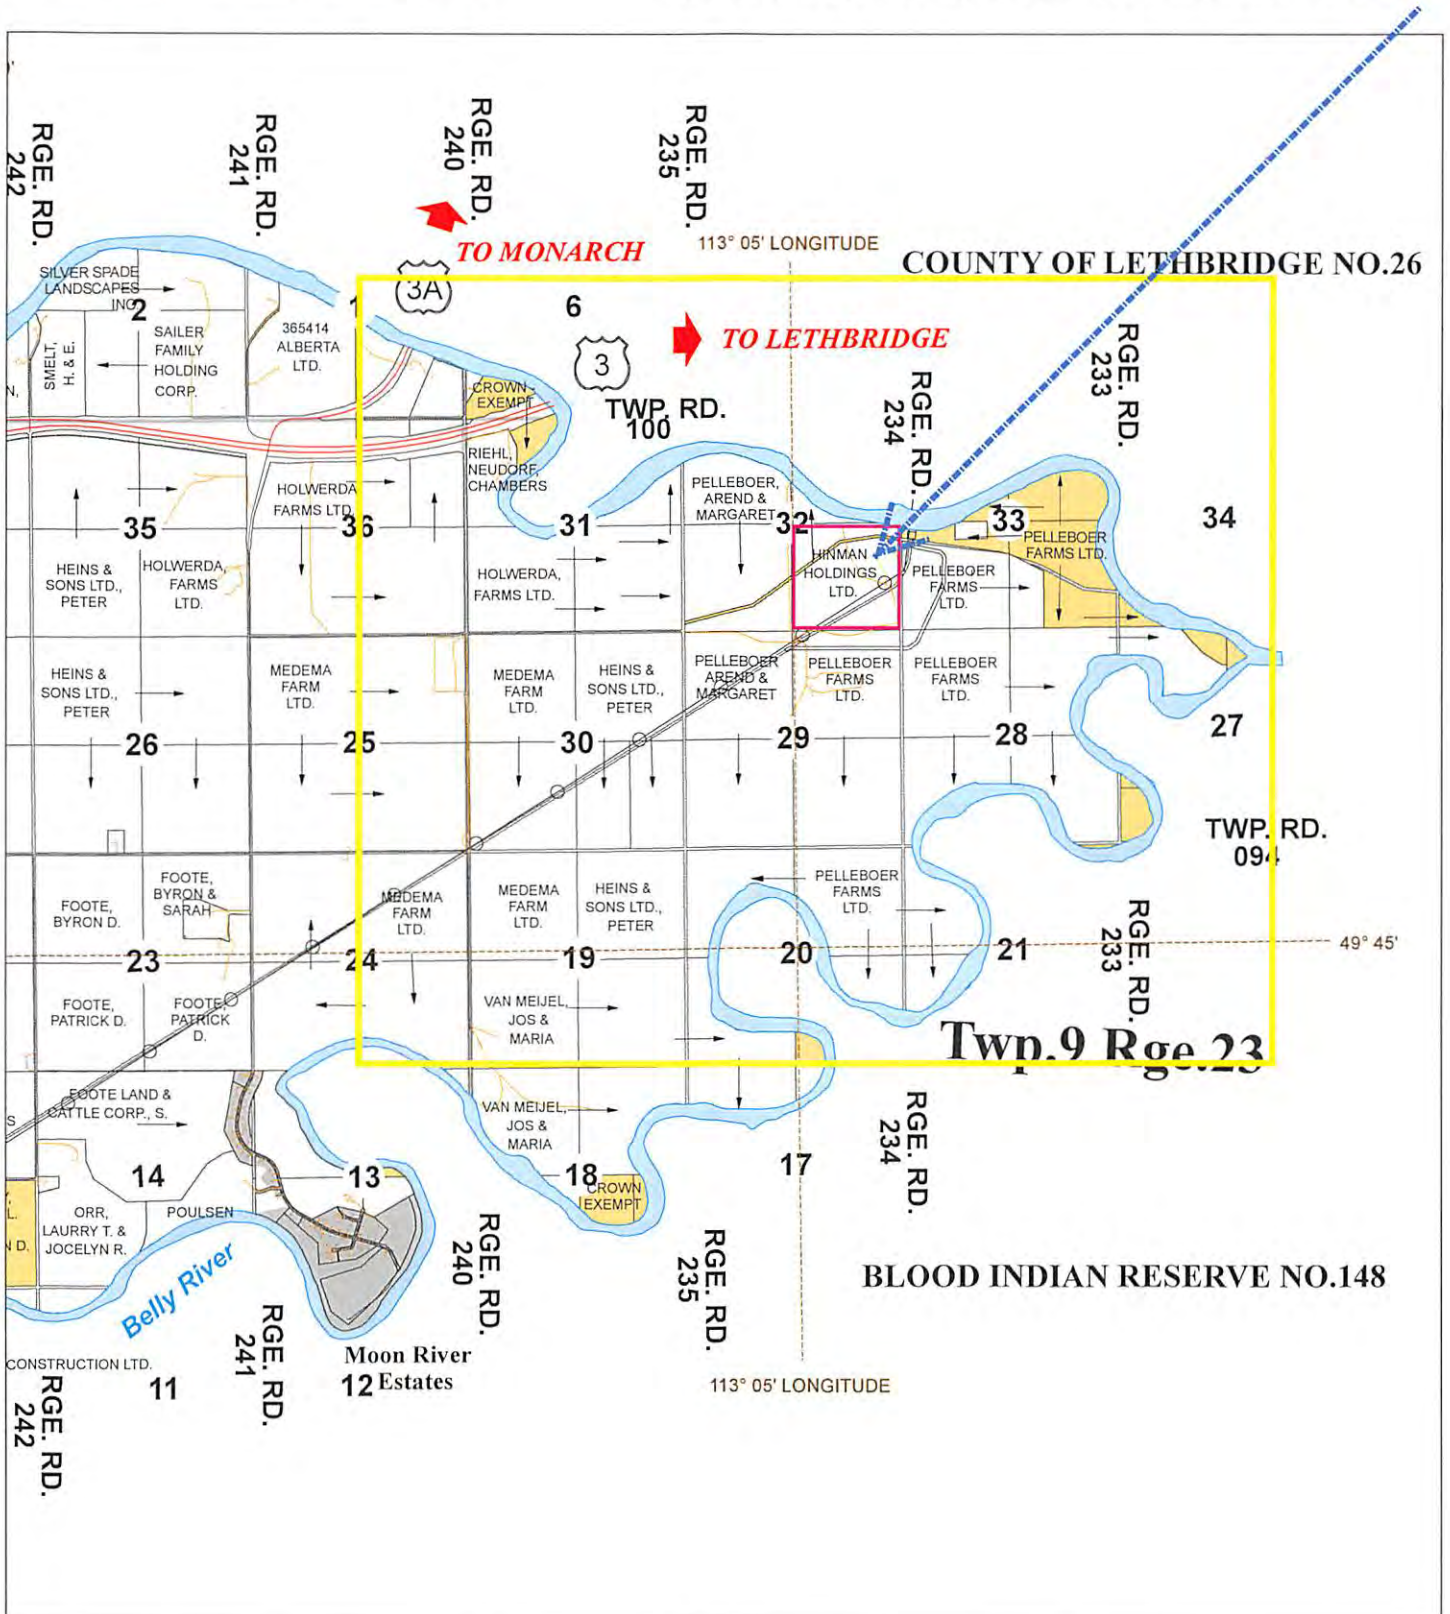 RGE. RD.
242
RGE. RD.
241
RGE. RD.
240
RGE. RD.
235
TO MONARCH
113° 05' LONGITUDE
COUNTY OF LETHBRIDGE NO.26
SILVER SPADE
LANDSCAPES
INC
2
1
3A
6
TO LETHBRIDGE
SMELT,
H. & E.
SAILER
FAMILY
HOLDING
CORP.
365414
ALBERTA
LTD.
3
RGE. RD.
233
N,
CROWN
EXEMPT
TWP. RD.
100
RGE. RD.
234
RIEHL,
NEUDORF,
CHAMBERS
PELLEBOER,
AREND &
MARGARET
HOLWERDA
FARMS LTD.
35
36
31
32
33
34
HEINS &
SONS LTD.,
PETER
HOLWERDA,
FARMS
LTD.
HOLWERDA,
FARMS LTD.
HINMAN
HOLDINGS
LTD.
PELLEBOER
FARMS
LTD.
PELLEBOER
FARMS LTD.
HEINS &
SONS LTD.,
PETER
MEDEMA
FARM
LTD.
MEDEMA
FARM
LTD.
HEINS &
SONS LTD.,
PETER
PELLEBOER
AREND &
MARGARET
PELLEBOER
FARMS
LTD.
PELLEBOER
FARMS
LTD.
26
25
30
29
28
27
TWP. RD.
094
FOOTE,
BYRON D.
FOOTE,
BYRON &
SARAH
MEDEMA
FARM
LTD.
MEDEMA
FARM
LTD.
HEINS &
SONS LTD.,
PETER
PELLEBOER
FARMS
LTD.
RGE. RD.
233
23
24
19
20
21
49° 45'
FOOTE,
PATRICK D.
FOOTE,
PATRICK
D.
VAN MEIJEL,
JOS &
MARIA
Twp.9 Rge.23
FOOTE LAND &
CATTLE CORP., S.
S
VAN MEIJEL,
JOS &
MARIA
RGE. RD.
234
14
13
18
17
CROWN
EXEMPT
L.
N D.
ORR,
LAURRY T. &
JOCELYN R.
POULSEN
Belly River
RGE. RD.
240
RGE. RD.
235
BLOOD INDIAN RESERVE NO.148
RGE. RD.
241
CONSTRUCTION LTD.
11
Moon River
Estates
12
113° 05' LONGITUDE
RGE. RD.
242